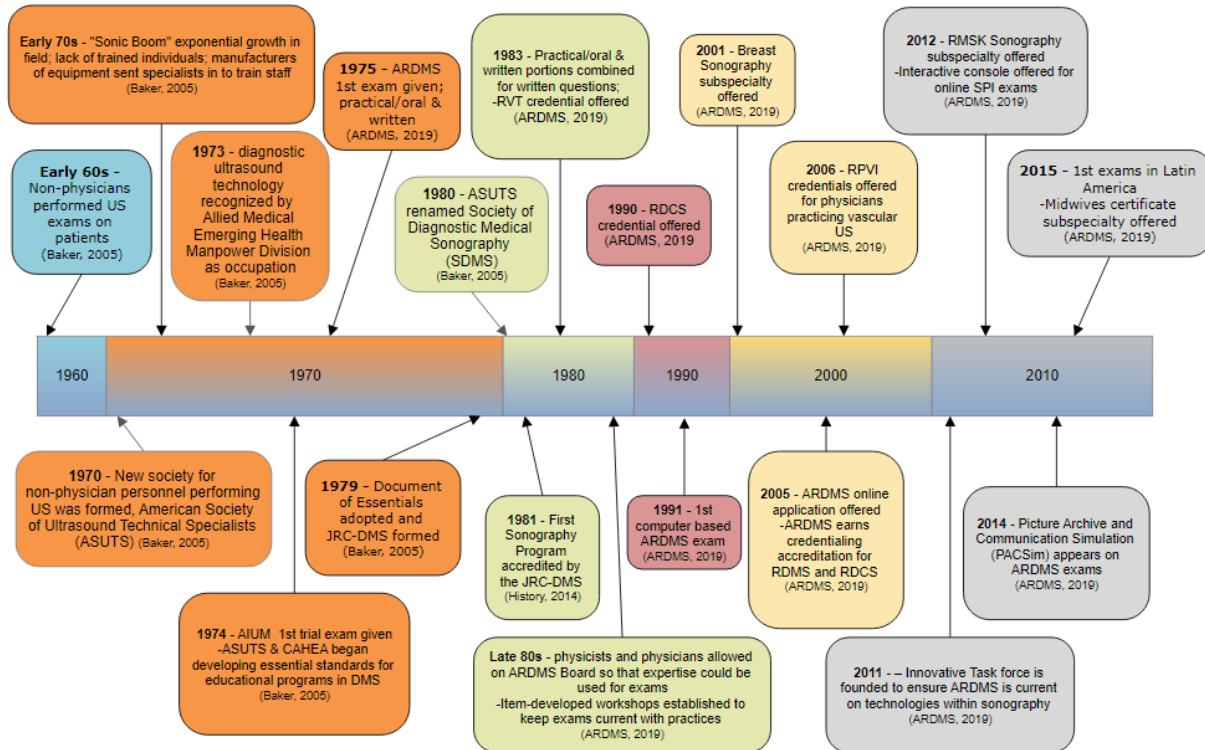 Early 70s - "Sonic Boom" exponential growth in
field; lack of trained individuals; manufacturers
of equipment sent specialists in to train staff
(Baker, 2005)
1975 - ARDMS
1st exam given;
practical/oral &
written
(ARDMS, 2019)
1983 - Practical/oral &
written portions combined
for written questions;
-RVT credential offered
(ARDMS, 2019)
2001 - Breast
Sonography
subspecialty
offered
(ARDMS, 2019)
2012 - RMSK Sonography
subspecialty offered
-Interactive console offered for
online SPI exams
(ARDMS, 2019)
Early 60s -
Non-physicians
performed US
exams on
patients
(Baker, 2005)
1973 - diagnostic
ultrasound
technology
recognized by
Allied Medical
Emerging Health
Manpower Division
as occupation
(Baker, 2005)
1980 - ASUTS
renamed Society of
Diagnostic Medical
Sonography
(SDMS)
(Baker, 2005)
1990 - RDCS
credential offered
(ARDMS, 2019
2006 - RPVI
credentials offered
for physicians
practicing vascular
US
(ARDMS, 2019)
2015 - 1st exams in Latin
America
-Midwives certificate
subspecialty offered
(ARDMS, 2019)
1960
1970
1980
1990
2000
2010
1970 - New society for
non-physician personnel performing
US was formed, American Society
of Ultrasound Technical Specialists
(ASUTS) (Baker, 2005)
1979 - Document
of Essentials
adopted and
JRC-DMS formed
(Baker, 2005)
1981 - First
Sonography
Program
accredited by
the JRC-DMS
(History, 2014)
1991 - 1st
computer based
ARDMS exam
(ARDMS, 2019)
2005 - ARDMS online
application offered
-ARDMS earns
credentialing
accreditation for
RDMS and RDCS
(ARDMS, 2019)
2014 - Picture Archive and
Communication Simulation
(PACSim) appears on
ARDMS exams
(ARDMS, 2019)
1974 - AIUM 1st trial exam given
-ASUTS & CAHEA began
developing essential standards for
educational programs in DMS
(Baker, 2005)
Late 80s - physicists and physicians allowed
on ARDMS Board so that expertise could be
used for exams
-Item-developed workshops established to
keep exams current with practices
(ARDMS, 2019)
2011 - – Innovative Task force is
founded to ensure ARDMS is current
on technologies within sonography
(ARDMS, 2019)